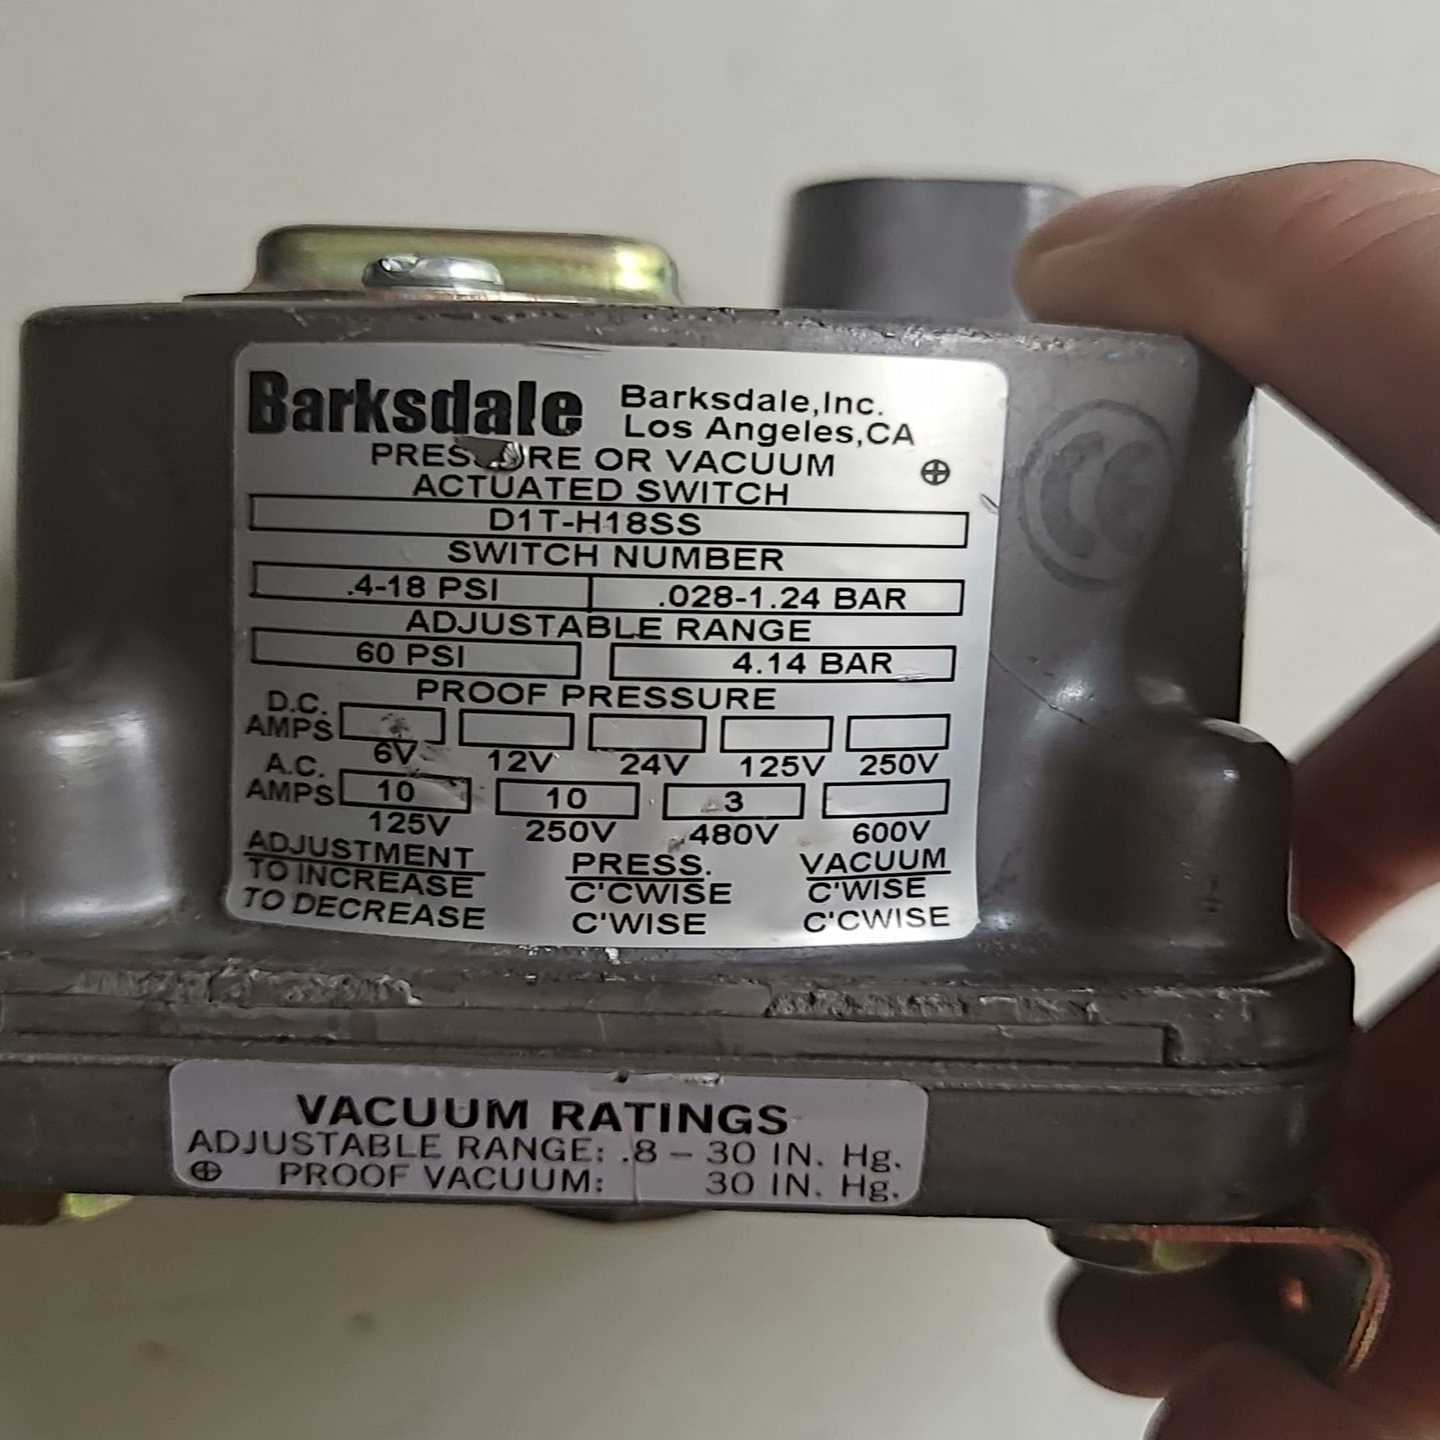 Barksdale Barksdale,Inc.
Los Angeles,CA
PRESSURE OR VACUUM
ACTUATED SWITCH
D1T-H18SS
SWITCH NUMBER
.4-18 PSI .028-1.24 BAR
ADJUSTABLE RANGE
60 PSI 4.14 BAR
PROOF PRESSURE
D.C.
AMPS
6V 12V 24V 125V 250V
A.C.
AMPS 10 10 3
125V 250V 480V 600V
ADJUSTMENT PRESS. VACUUM
TO INCREASE C'CWISE C'WISE
TO DECREASE C'WISE C'CWISE
VACUUM RATINGS
ADJUSTABLE RANGE: .8 – 30 IN. Hg.
PROOF VACUUM: 30 IN. Hg.